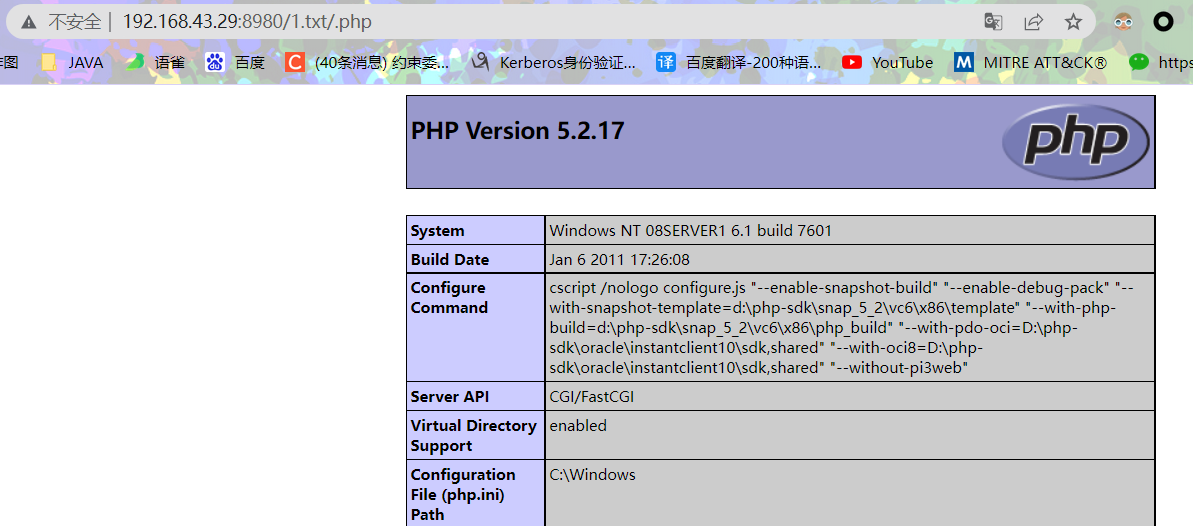 不安全 | 192.168.43.29:8980/1.txt/.php
作图 JAVA 语雀 百度 C (40条消息) 约束委... Kerberos身份验证... 译 百度翻译-200种语... YouTube M MITRE ATT&CK® https
PHP Version 5.2.17
php
System Windows NT 08SERVER1 6.1 build 7601
Build Date Jan 6 2011 17:26:08
Configure cscript /nologo configure.js "--enable-snapshot-build" "--enable-debug-pack" "--
Command with-snapshot-template=d:\php-sdk\snap_5_2\vc6\x86\template" "--with-php-
build=d:\php-sdk\snap_5_2\vc6\x86\php_build" "--with-pdo-oci=D:\php-
sdk\oracle\instantclient10\sdk,shared" "--with-oci8=D:\php-
sdk\oracle\instantclient10\sdk,shared" "--without-pi3web"
Server API CGI/FastCGI
Virtual Directory enabled
Support
Configuration C:\Windows
File (php.ini)
Path